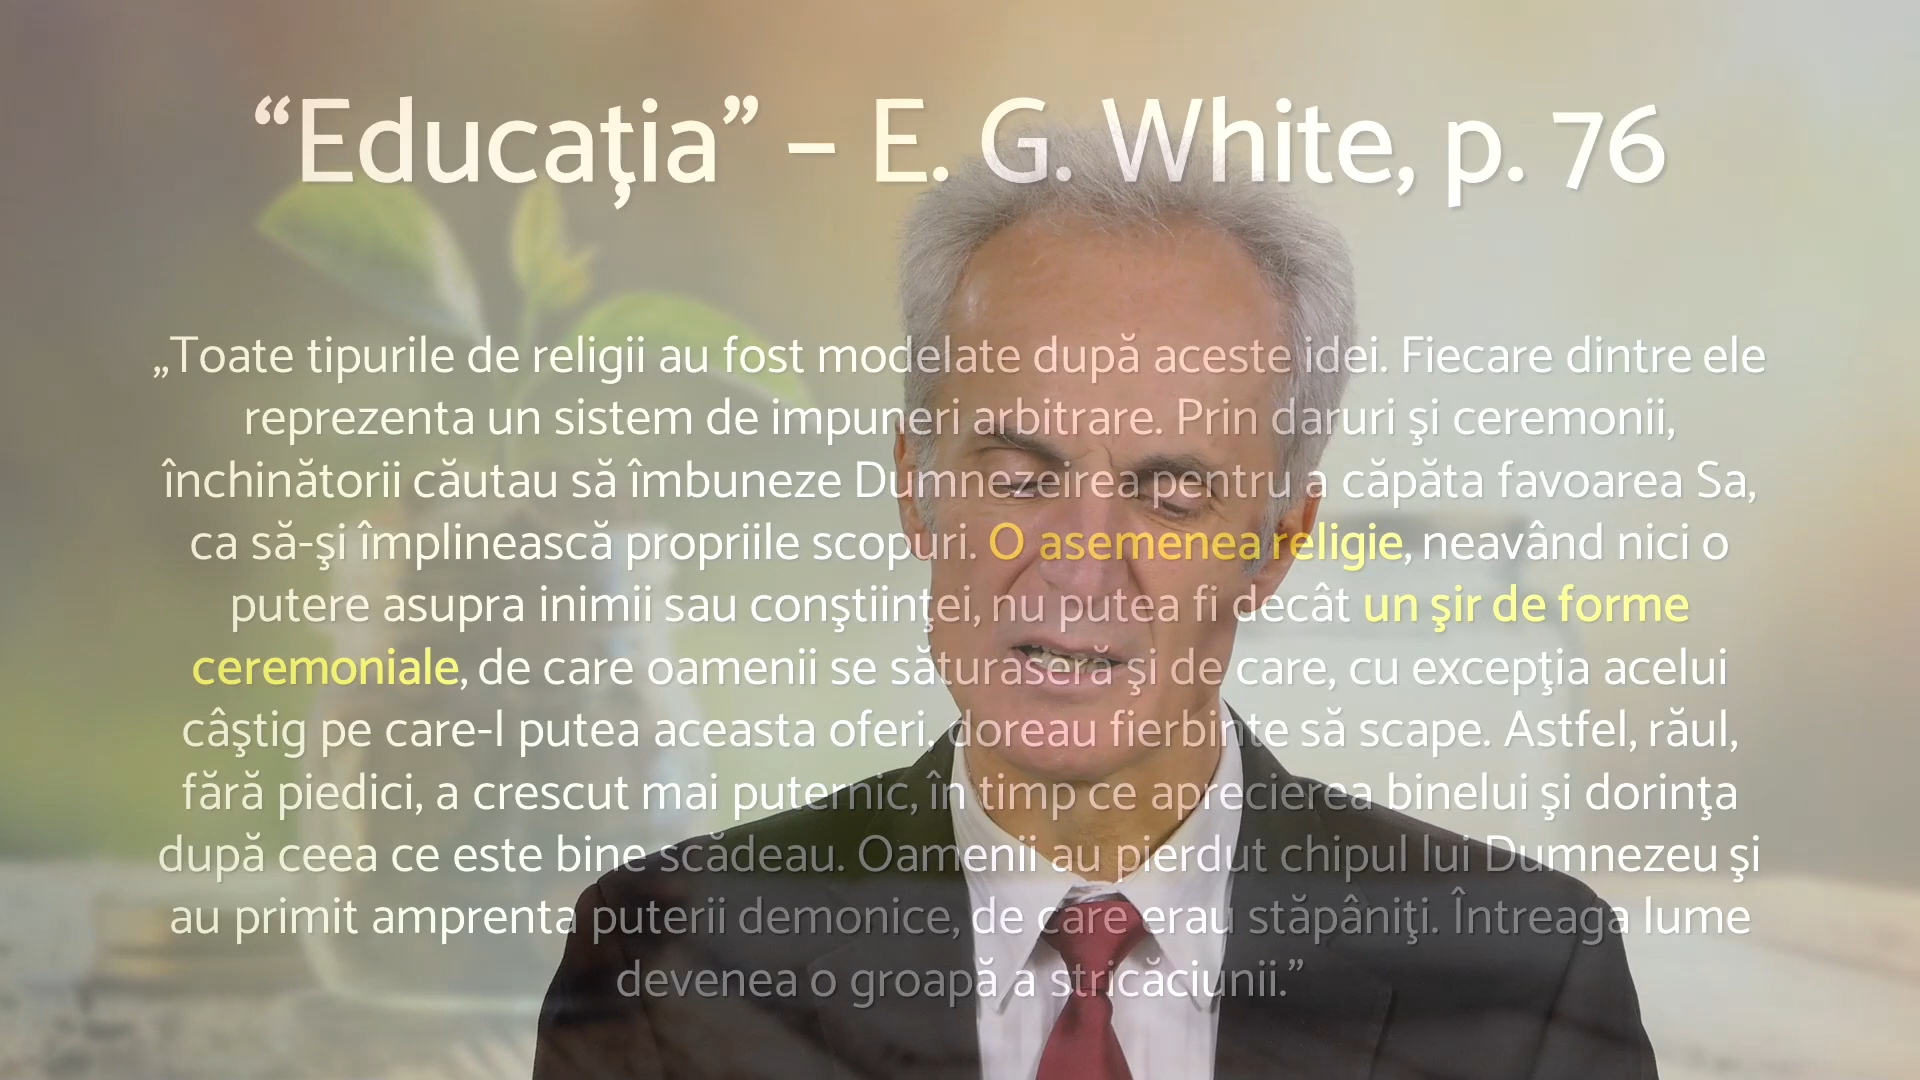 “Educaţia” – E. G. White, p. 76
„Toate tipurile de religii au fost modelate după aceste idei. Fiecare dintre ele
reprezenta un sistem de impuneri arbitrare. Prin daruri şi ceremonii,
închinătorii căutau să îmbuneze Dumnezeirea pentru a căpăta favoarea Sa,
ca să-şi împlinească propriile scopuri. O asemenea religie, neavând nici o
putere asupra inimii sau conştiinţei, nu putea fi decât un şir de forme
ceremoniale, de care oamenii se săturaseră şi de care, cu excepţia acelui
câştig pe care-l putea aceasta oferi, doreau fierbinte să scape. Astfel, răul,
fără piedici, a crescut mai puternic, în timp ce aprecierea binelui şi dorinţa
după ceea ce este bine scădeau. Oamenii au pierdut chipul lui Dumnezeu şi
au primit amprenta puterii demonice, de care erau stăpâniţi. Întreaga lume
devenea o groapă a stricăciunii.”